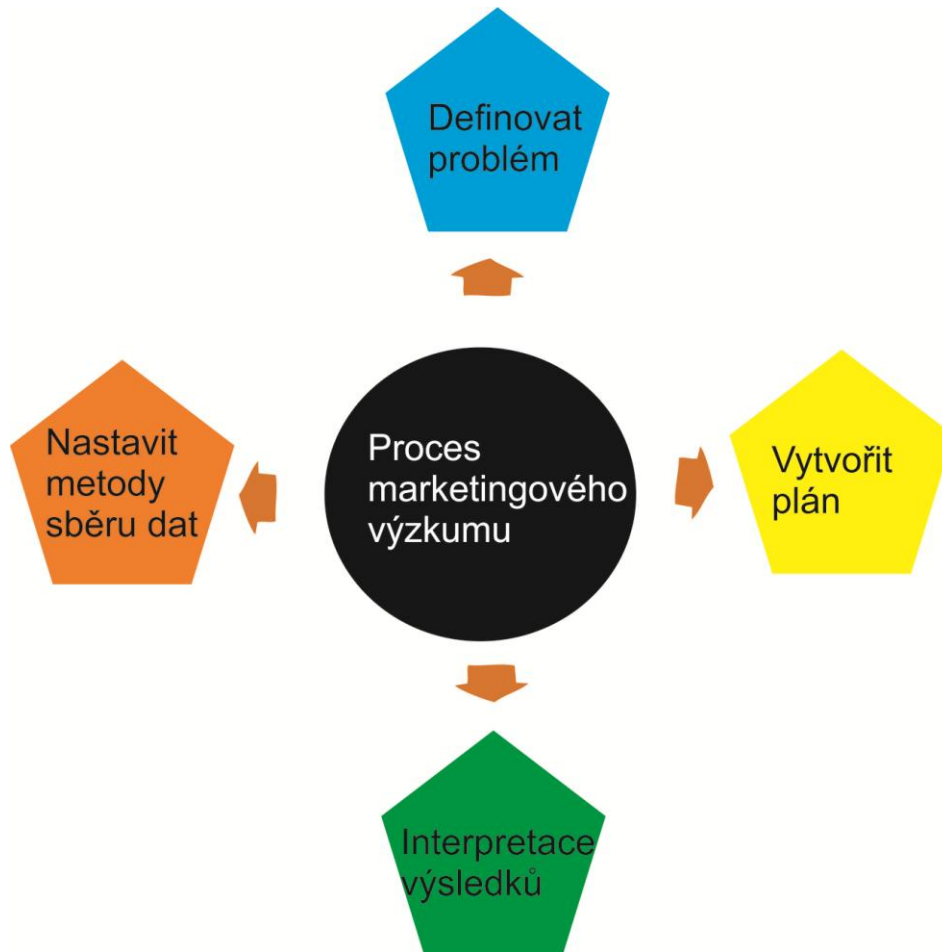 Definovat
problém
Nastavit
metody
sběru dat
Proces
marketingového
výzkumu
Vytvořit
plán
Interpretace
výsledků